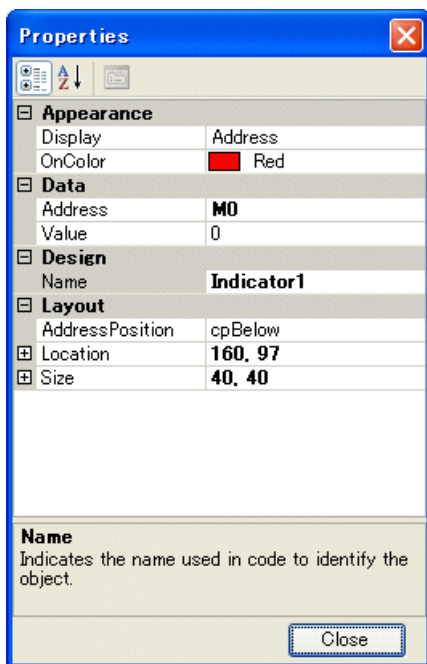 Properties
A Z
Appearance
Display Address
OnColor Red
Data
Address M0
Value 0
Design
Name Indicator1
Layout
AddressPosition cpBelow
Location 160, 97
Size 40, 40
Name
Indicates the name used in code to identify the
object.
Close